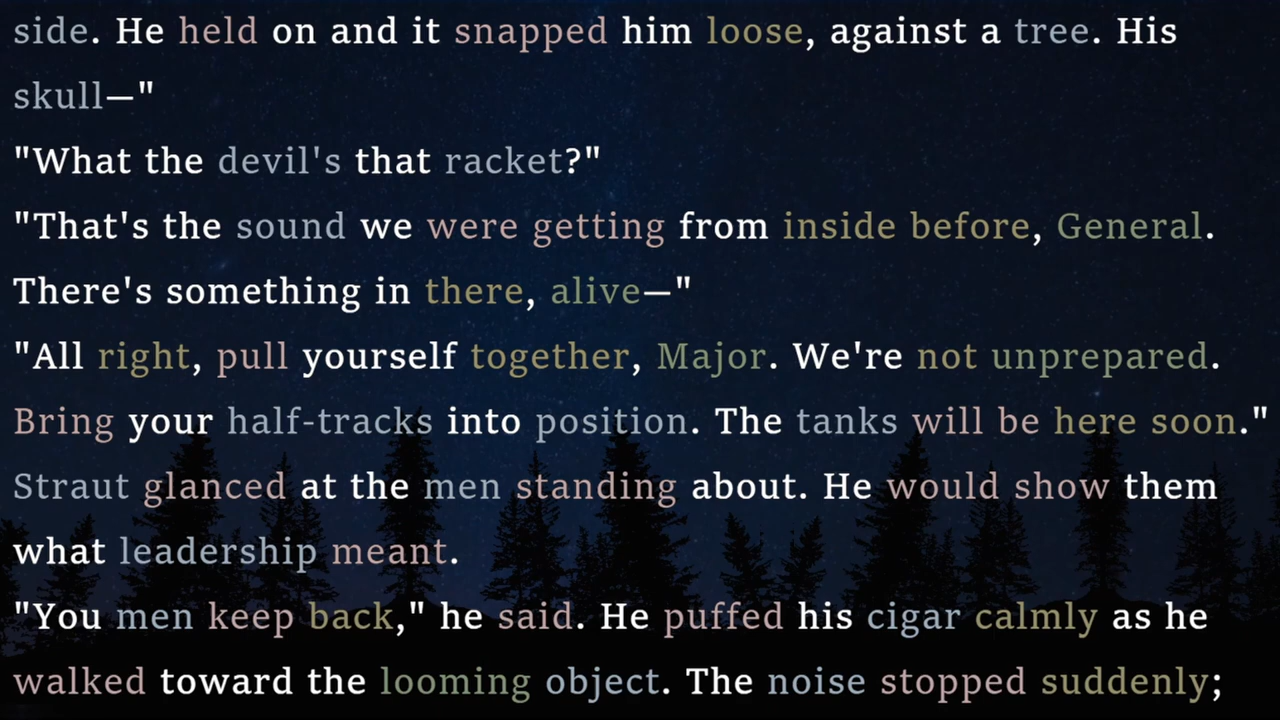 side. He held on and it snapped him loose, against a tree. His
skull—"
"What the devil's that racket?"
"That's the sound we were getting from inside before, General.
There's something in there, alive—"
"All right, pull yourself together, Major. We're not unprepared.
Bring your half-tracks into position. The tanks will be here soon."
Straut glanced at the men standing about. He would show them
what leadership meant.
"You men keep back," he said. He puffed his cigar calmly as he
walked toward the looming object. The noise stopped suddenly;